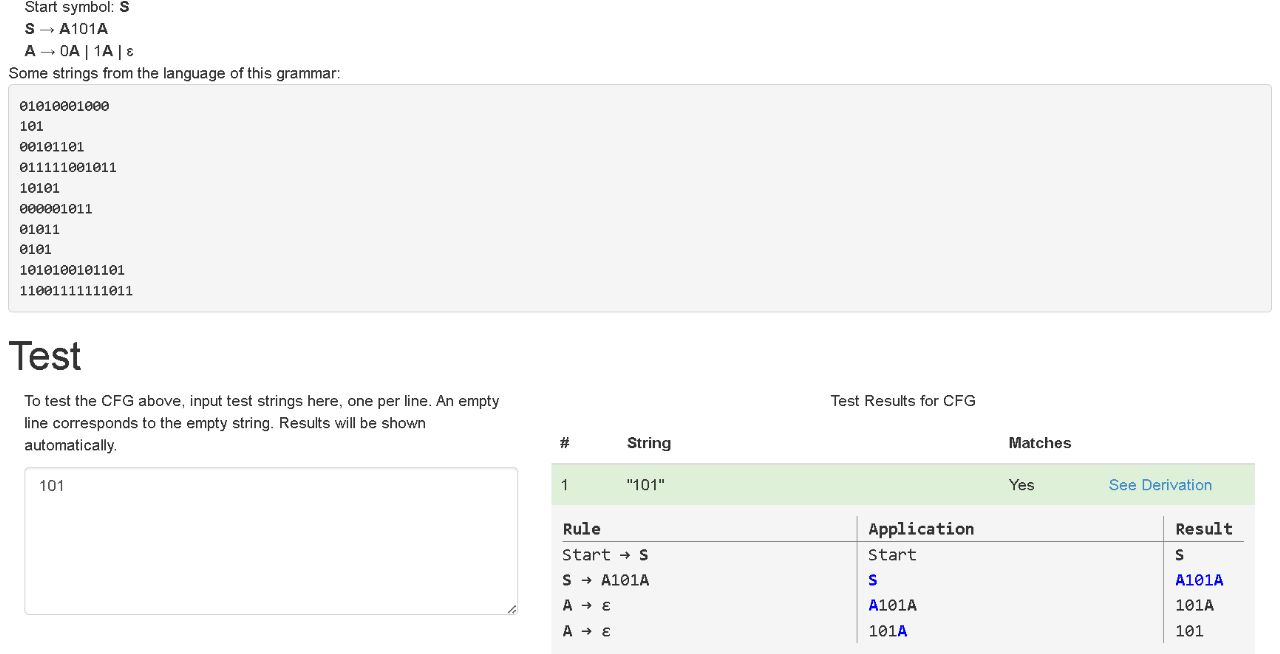 Start symbol: S
S → A101A
A → 0A | 1A | ε
Some strings from the language of this grammar:
01010001000
101
00101101
011111001011
10101
000001011
01011
0101
1010100101101
11001111111011
Test
To test the CFG above, input test strings here, one per line. An empty
line corresponds to the empty string. Results will be shown
automatically.
101
Test Results for CFG
# String Matches
1 "101" Yes See Derivation
Rule Application Result
Start → S Start S
S → A101A S A101A
A → ε A101A 101A
A → ε 101A 101